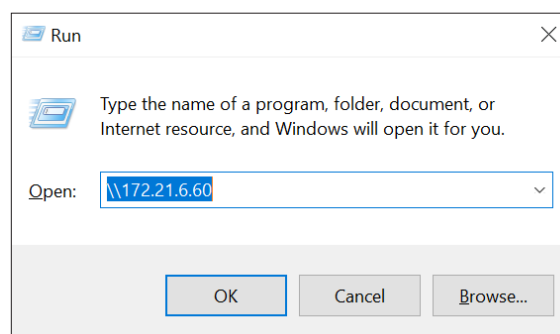 Run
Type the name of a program, folder, document, or
Internet resource, and Windows will open it for you.
Open: \\172.21.6.60
OK Cancel Browse...